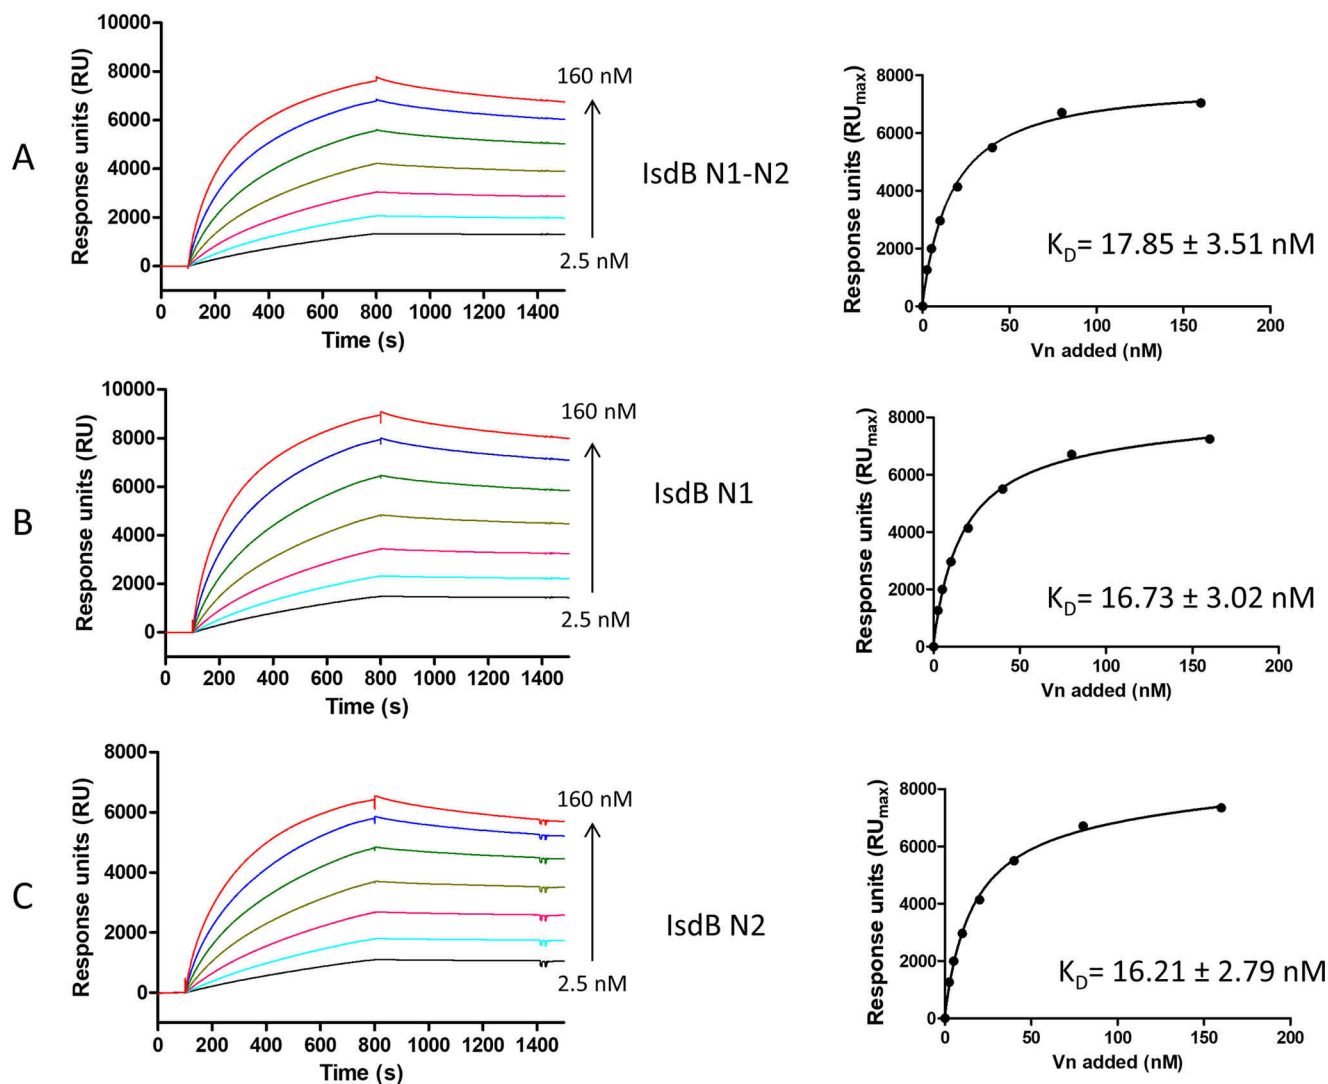 A
Response units (RU)
10000
8000
6000
4000
2000
0
0 200 400 600 800 1000 1200 1400
Time (s)
160 nM
2.5 nM
IsdB N1-N2
Response units (RU_max)
8000
6000
4000
2000
0
0 50 100 150 200
Vn added (nM)
K_D= 17.85 ± 3.51 nM
B
Response units (RU)
10000
8000
6000
4000
2000
0
0 200 400 600 800 1000 1200 1400
Time (s)
160 nM
2.5 nM
IsdB N1
Response units (RU_max)
8000
6000
4000
2000
0
0 50 100 150 200
Vn added (nM)
K_D= 16.73 ± 3.02 nM
C
Response units (RU)
8000
6000
4000
2000
0
0 200 400 600 800 1000 1200 1400
Time (s)
160 nM
2.5 nM
IsdB N2
Response units (RU_max)
8000
6000
4000
2000
0
0 50 100 150 200
Vn added (nM)
K_D= 16.21 ± 2.79 nM